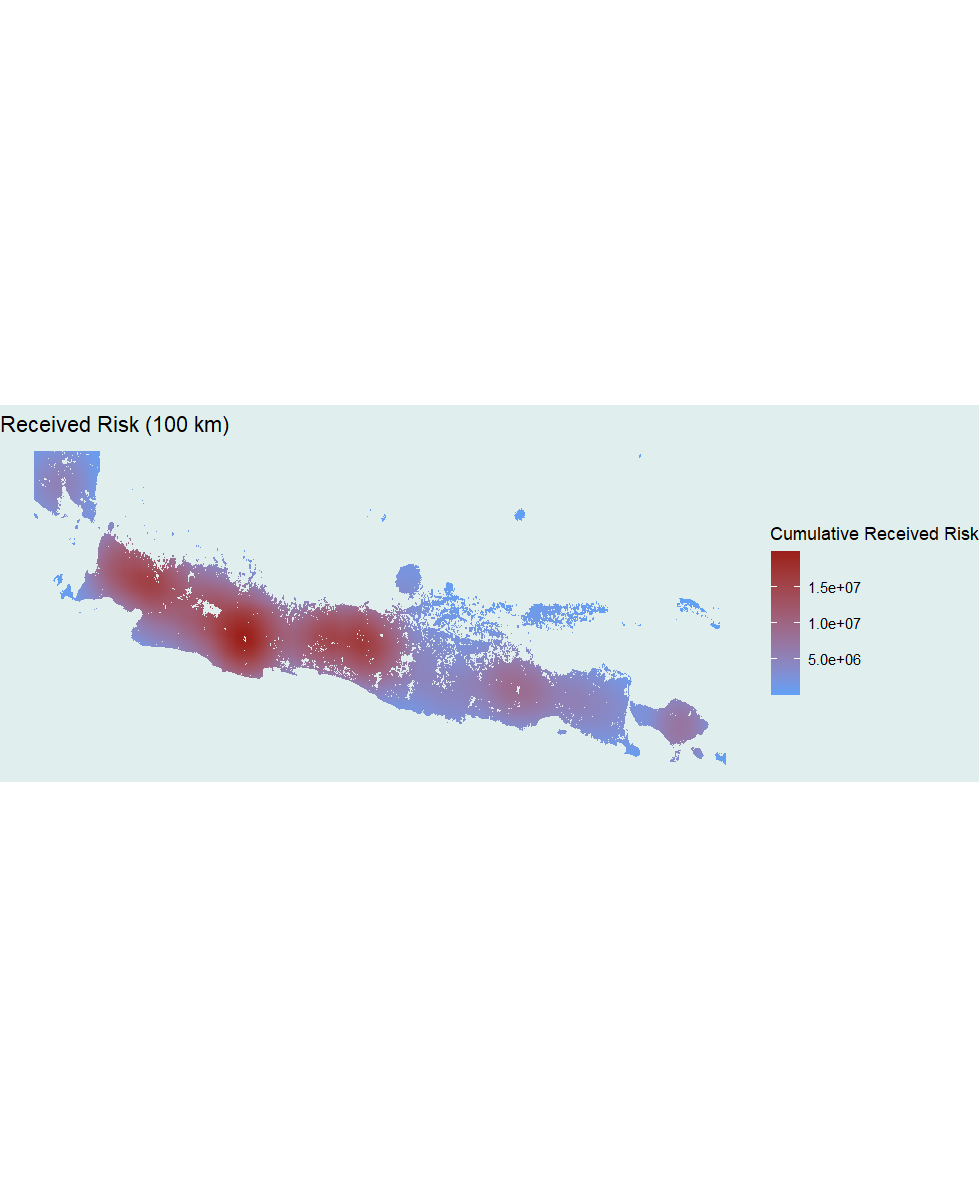 Received Risk (100 km)
Cumulative Received Risk
1.5e+07
1.0e+07
5.0e+06